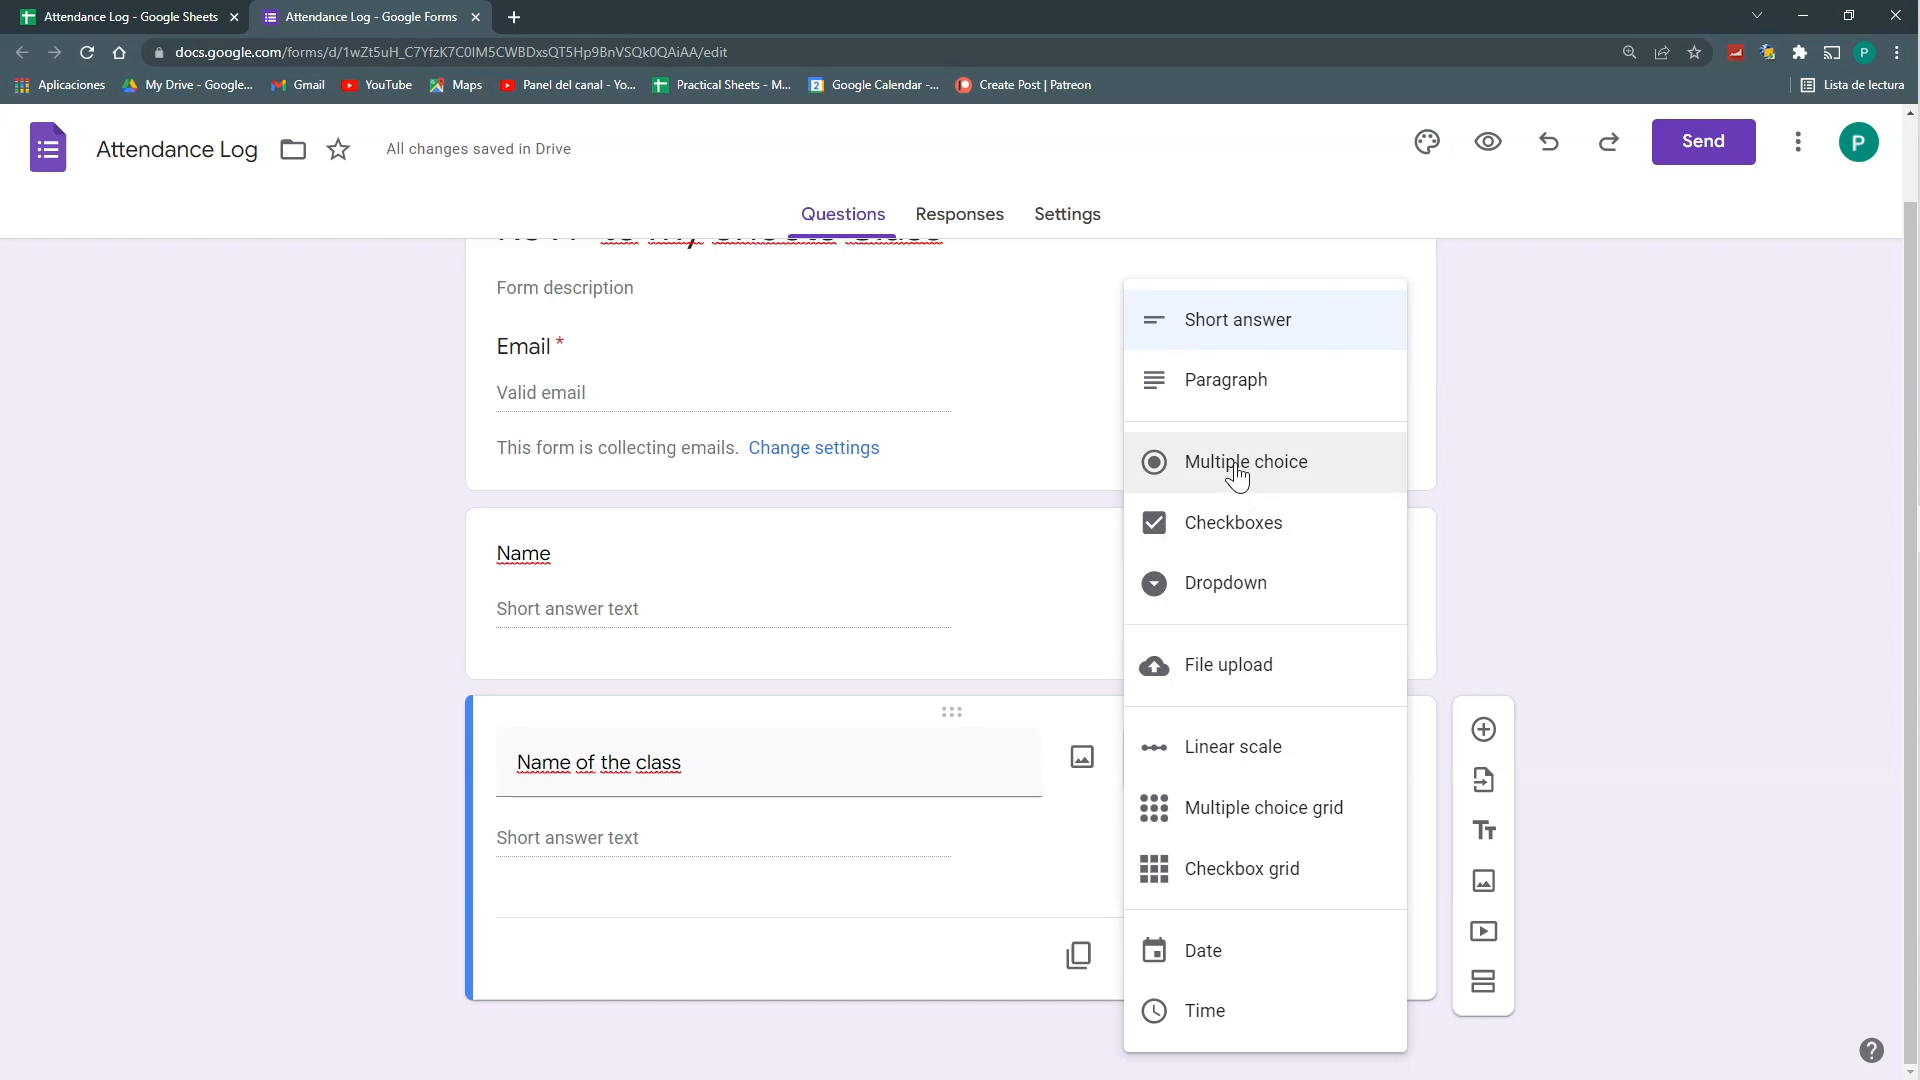 Attendance Log - Google Sheets
Attendance Log - Google Forms
docs.google.com/forms/d/1wZt5uH_C7YfzK7C0IM5CWBDxsQT5Hp9BnVSQk0QAiAA/edit
P
Aplicaciones
My Drive - Google...
Gmail
YouTube
Maps
Panel del canal - Yo...
Practical Sheets - M...
2
Google Calendar -...
Create Post | Patreon
Lista de lectura
Attendance Log
All changes saved in Drive
Send
P
Questions
Responses
Settings
Form description
Email *
Valid email
This form is collecting emails. Change settings
Name
Short answer text
Name of the class
Short answer text
Short answer
Paragraph
Multiple choice
Checkboxes
Dropdown
File upload
Linear scale
Multiple choice grid
Checkbox grid
Date
Time
Tт
?